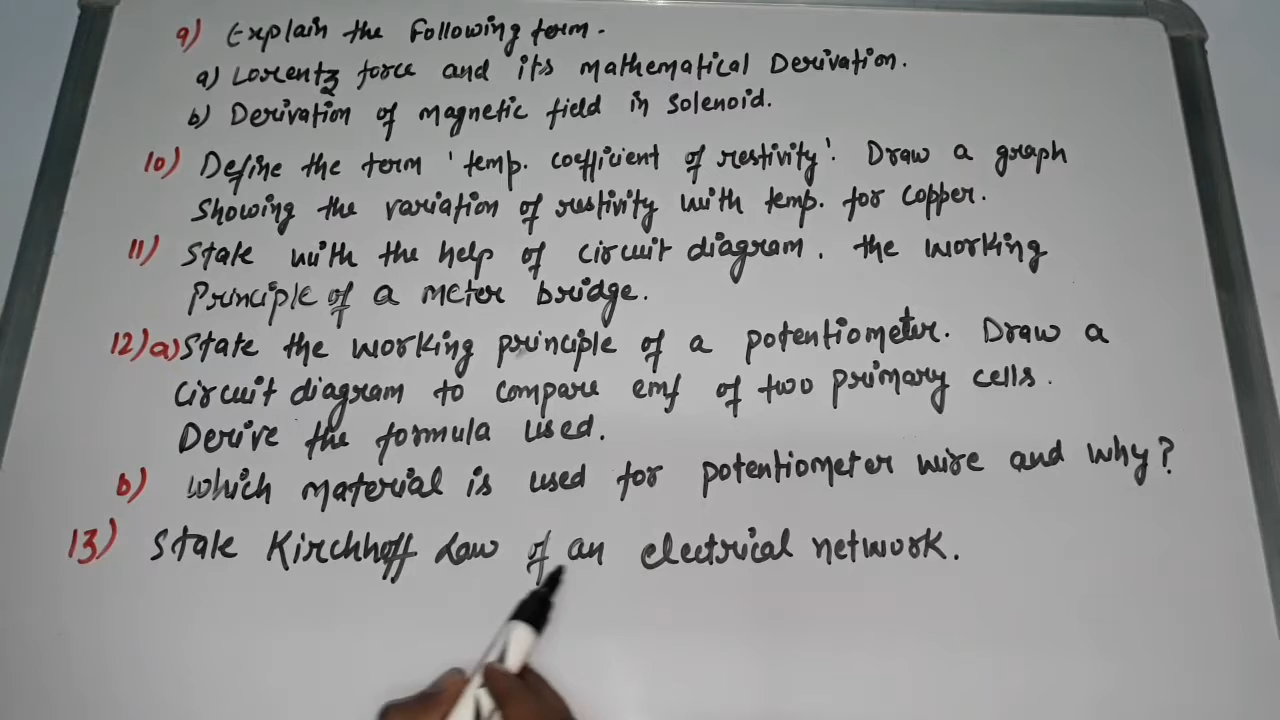 9) Explain the following term.
a) Lorentz force and its mathematical Derivation.
b) Derivation of magnetic field in solenoid.
10) Define the term 'temp. coefficient of restivity'. Draw a graph
showing the variation of restivity with temp. for copper.
11) State with the help of circuit diagram. the working
Principle of a meter bridge.
12) a) State the working principle of a potentiometer. Draw a
circuit diagram to compare emf of two primary cells.
Derive the formula used.
b) which material is used for potentiometer wire and why?
13) State Kirchhoff Law of an electrical network.